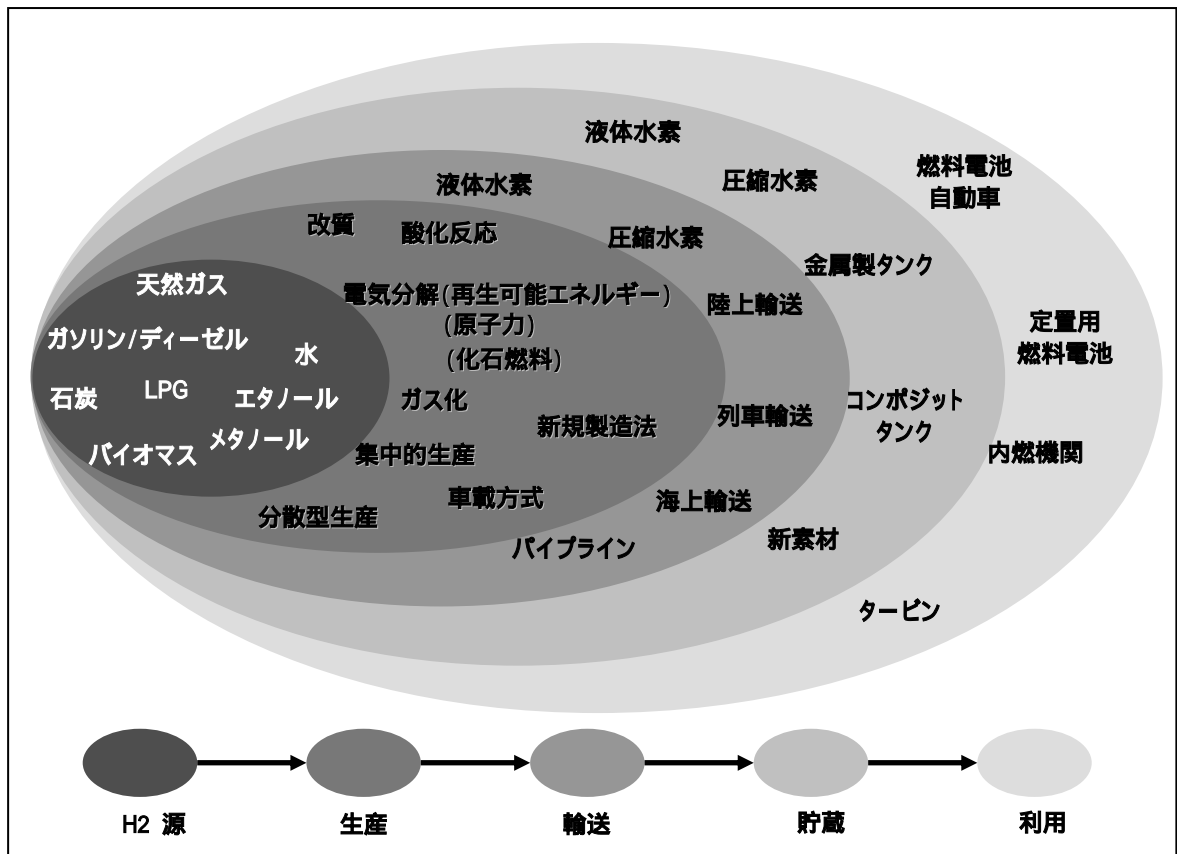 液体水素
燃料電池
自動車
圧縮水素
液体水素
改質
酸化反応
圧縮水素
金属製タンク
天然ガス
電気分解(再生可能エネルギー)
(原子力)
(化石燃料)
陸上輸送
定置用
燃料電池
ガソリン/ディーゼル
水
石炭
LPG
エタノール
ガス化
コンポジット
タンク
メタノール
バイオマス
新規製造法
列車輸送
集中的生産
内燃機関
車載方式
海上輸送
分散型生産
パイプライン
新素材
タービン
H2 源
生産
輸送
貯蔵
利用